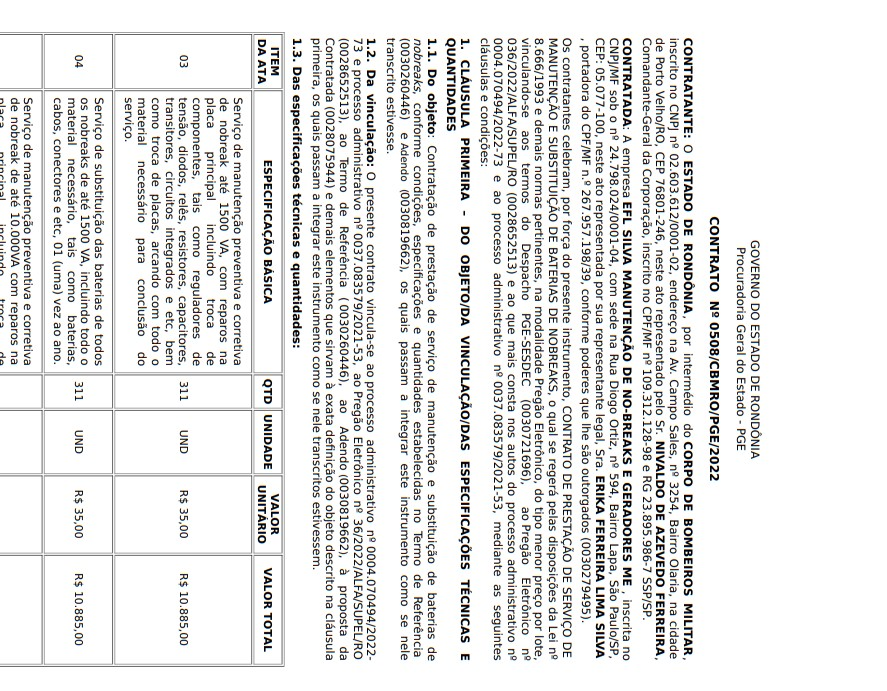 GOVERNO DO ESTADO DE RONDÔNIA
Procuradoria Geral do Estado - PGE
CONTRATO Nº 0508/CBMRO/PGE/2022
CONTRATANTE: O ESTADO DE RONDÔNIA, por intermédio do CORPO DE BOMBEIROS MILITAR,
inscrito no CNPJ nº 02.603.612/0001-02, endereço na Av. Campo Sales, nº 3254, Bairro Olaria, na cidade
de Porto Velho/RO, CEP 76801-246, neste ato representado pelo Sr. NIVALDO DE AZEVEDO FERREIRA,
Comandante-Geral da Corporação, inscrito no CPF/MF nº 109.312.128-98 e RG 23.895.986-7 SSP/SP.
CONTRATADA: A empresa EFL SILVA MANUTENÇÃO DE NO-BREAKS E GERADORES ME , inscrita no
CNPJ/MF sob o nº 24.798.024/0001-04, com sede na Rua Diogo Ortiz, nº 594, Bairro Lapa, São Paulo/SP,
CEP: 05.077-100, neste ato representada por sua representante legal, Sra. ERIKA FERREIRA LIMA SILVA
, portadora do CPF/MF n.º 267.957.198/39, conforme poderes que lhe são outorgados (0030279495).
Os contratantes celebram, por força do presente instrumento, CONTRATO DE PRESTAÇÃO DE SERVIÇO DE
MANUTENÇÃO E SUBSTITUIÇÃO DE BATERIAS DE NOBREAKS, o qual se regerá pelas disposições da Lei nº
8.666/1993 e demais normas pertinentes, na modalidade Pregão Eletrônico, do tipo menor preço por lote,
vinculando-se aos termos do Despacho PGE-SESDEC (0030721696), ao Pregão Eletrônico nº
036/2022/ALFA/SUPEL/RO (0028652513) e ao que mais consta nos autos do processo administrativo nº
0004.070494/2022-73 e ao processo administrativo nº 0037.083579/2021-53, mediante as seguintes
cláusulas e condições:
1. CLÁUSULA PRIMEIRA – DO OBJETO/DA VINCULAÇÃO/DAS ESPECIFICAÇÕES TÉCNICAS E
QUANTIDADES
1.1. Do objeto: Contratação de prestação de serviço de manutenção e substituição de baterias de
nobreaks, conforme condições, especificações e quantidades estabelecidas no Termo de Referência
(0030260446) e Adendo (0030819662), os quais passam a integrar este instrumento como se nele
transcrito estivesse.
1.2. Da vinculação: O presente contrato vincula-se ao processo administrativo nº 0004.070494/2022-
73 e processo administrativo nº 0037.083579/2021-53, ao Pregão Eletrônico nº 36/2022/ALFA/SUPEL/RO
(0028652513), ao Termo de Referência ( 0030260446), ao Adendo (0030819662), à proposta da
Contratada (0028075944) e demais elementos que sirvam à exata definição do objeto descrito na cláusula
primeira, os quais passam a integrar este instrumento como se nele transcritos estivessem.
1.3. Das especificações técnicas e quantidades:
ITEM DA ATA ESPECIFICAÇÃO BÁSICA QTD UNIDADE VALOR UNITÁRIO VALOR TOTAL
03
Serviço de manutenção preventiva e corretiva
de nobreak até 1500 VA, com reparos na
placa principal incluindo troca de
componentes, tais como reguladores de
tensão, diodos, relês, resistores, capacitores,
transitores, circuitos integrados e etc, bem
como troca de placas, arcando com todo o
material necessário para conclusão do
serviço.
311 UND R$ 35,00 R$ 10.885,00
04
Serviço de substituição das baterias de todos
os nobreaks de até 1500 VA, incluindo todo o
material necessário, tais como baterias,
cabos, conectores e etc, 01 (uma) vez ao ano.
311 UND R$ 35,00 R$ 10.885,00
Serviço de manutenção preventiva e corretiva
de nobreak de até 10.000VA com reparos na
placa principal incluindo troca de